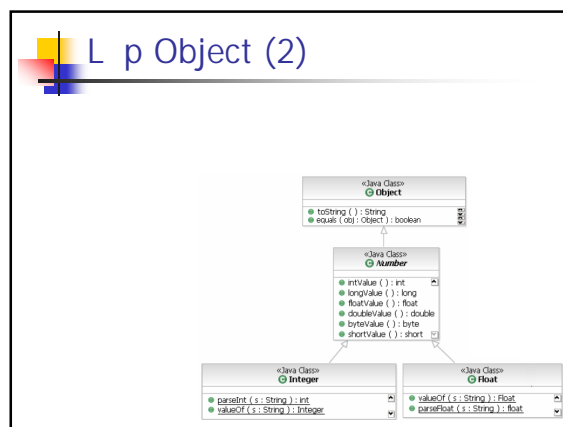 L p Object (2)
«Java Class»
Object
toString ( ) : String
equals ( obj : Object ) : boolean
«Java Class»
Number
intValue ( ) : int
longValue ( ) : long
floatValue ( ) : float
doubleValue ( ) : double
byteValue ( ) : byte
shortValue ( ) : short
«Java Class»
Integer
parseInt ( s : String ) : int
valueOf ( s : String ) : Integer
«Java Class»
Float
valueOf ( s : String ) : Float
parseFloat ( s : String ) : float